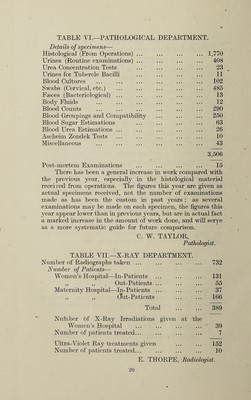 TABLE VI.—PATHOLOGICAL DEPARTMENT.
Details of specimens—
Histological (From Operations) ... ... ... ... 1,770
Urines (Routine examinations) ... ... ... ... 408
Urea Concentration Tests ... ... ... ... 23
Urines for Tubercle Bacilli ... ... ... ... 11
Blood Cultures ... ... ... ... ... 102
Swabs (Cervical, etc.) ... ... ... ... 485
Fæces (Bacteriological) ... ... ... ... 13
Body Fluids ... ... ... ... ... 12
Blood Counts ... ... ... ... ... 290
Blood Groupings and Compatibility ... ... ... 250
Blood Sugar Estimations ... ... ... ... 63
Blood Urea Estimations ... ... ... ... 26
Ascheim Zondek Tests ... ... ... ... 10
Miscellaneous ... ... ... ... ... 43
3,506
Post-mortem Examinations ... ... ... ... 15
There has been a general increase in work compared with
the previous year, especially in the histological material
received from operations. The figures this year are given as
actual specimens received, not the number of examinations
made as has been the custom in past years; as several
examinations may be made on each specimen, the figures this
year appear lower than in previous years, but are in actual fact
a marked increase in the amount of work done, and will serve
as a more systematic guide for future comparison.
C. W. TAYLOR,
Pathologist.
TABLE VII.—X-RAY DEPARTMENT.
Number of Radiographs taken ... ... ... ... 732
Number of Patients—
Women's Hospital—In-Patients ... ... ... 131
„ „ Out-Patients ... ... ... 55
Maternity Hospital—In-Patients ... ... ... 37
„ „ Out-Patients ... ... ... 166
Total ... 389
Number of X-Ray Irradiations given at the
Women's Hospital ... ... ... ... 39
Number of patients treated... ... ... ... 7
Ultra-Violet Ray treatments given ... ... 152
Number of patients treated... ... ... ... 10
E. THORPE, Radiologist.
20